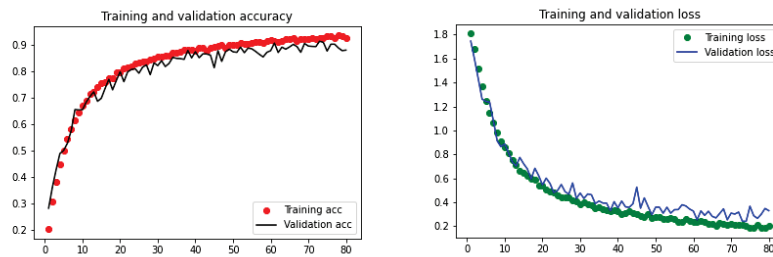 Training and validation accuracy
0.9
0.8
0.7
0.6
0.5
0.4
0.3
0.2
Training acc
Validation acc
0 10 20 30 40 50 60 70 80
Training and validation loss
1.8
1.6
1.4
1.2
1.0
0.8
0.6
0.4
0.2
Training loss
Validation loss
0 10 20 30 40 50 60 70 80